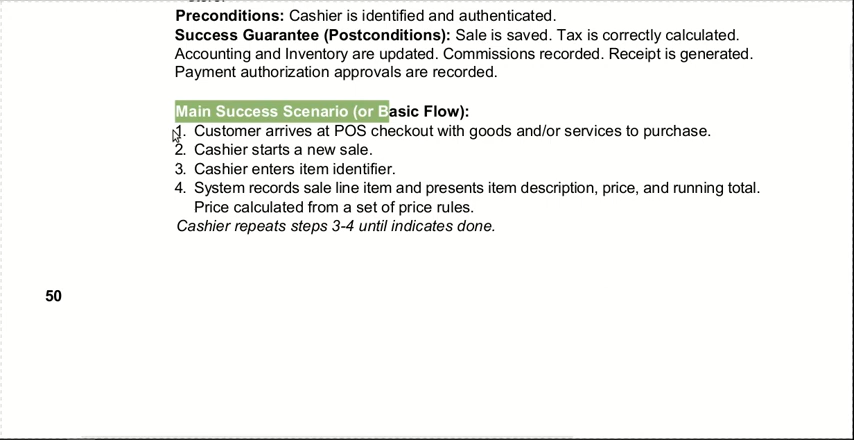 Preconditions: Cashier is identified and authenticated.
Success Guarantee (Postconditions): Sale is saved. Tax is correctly calculated.
Accounting and Inventory are updated. Commissions recorded. Receipt is generated.
Payment authorization approvals are recorded.
Main Success Scenario (or Basic Flow):
1. Customer arrives at POS checkout with goods and/or services to purchase.
2. Cashier starts a new sale.
3. Cashier enters item identifier.
4. System records sale line item and presents item description, price, and running total.
Price calculated from a set of price rules.
Cashier repeats steps 3-4 until indicates done.
50